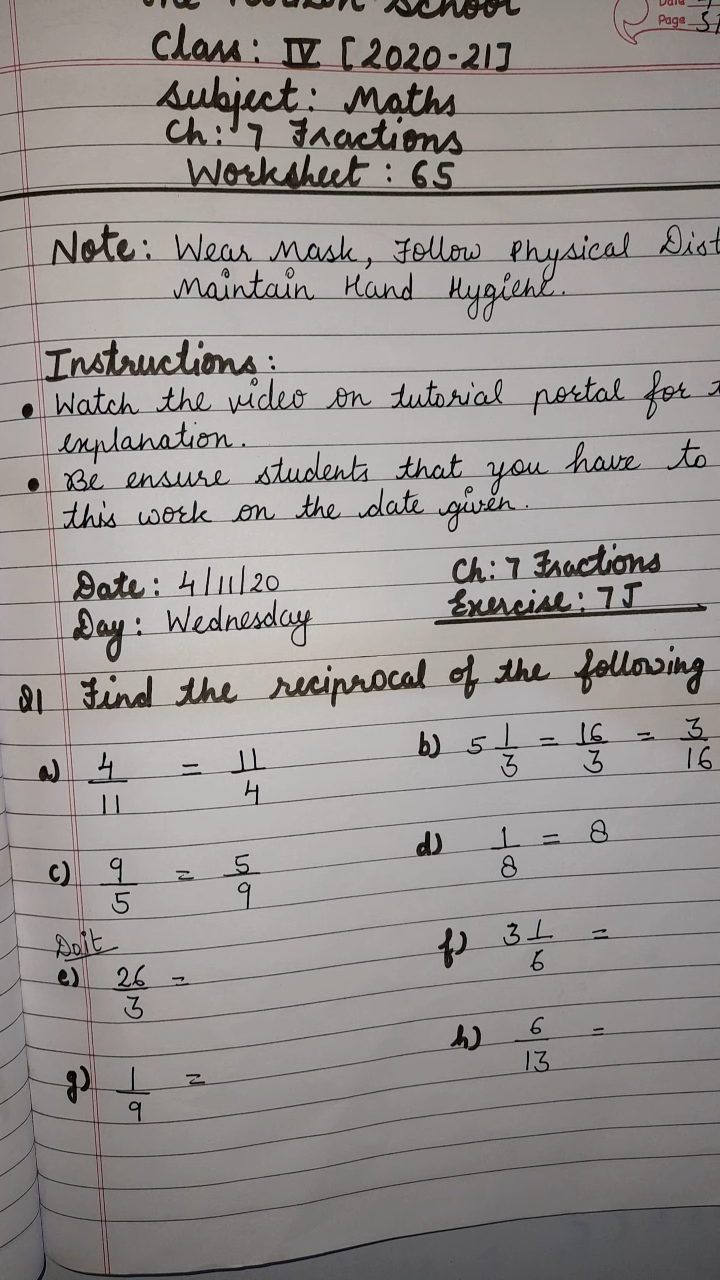 School
Page 51
Class: IV [2020-21]
Subject: Maths
Ch: 7 Fractions
Worksheet: 65
Note: Wear Mask, Follow Physical Dist
Maintain Hand Hygiene.
Instructions:
• Watch the video on tutorial portal for
explanation.
• Be ensure students that you have to
this work on the date given.
Date: 4/11/20 Ch: 7 Fractions
Day: Wednesday Exercise: 7J
Q1 Find the reciprocal of the following
a) 4/11 = 11/4 b) 5 1/3 = 16/3 = 3/16
c) 9/5 = 5/9 d) 1/8 = 8
Do it
e) 26/3 = f) 3 1/6 =
g) 1/9 = h) 6/13 =